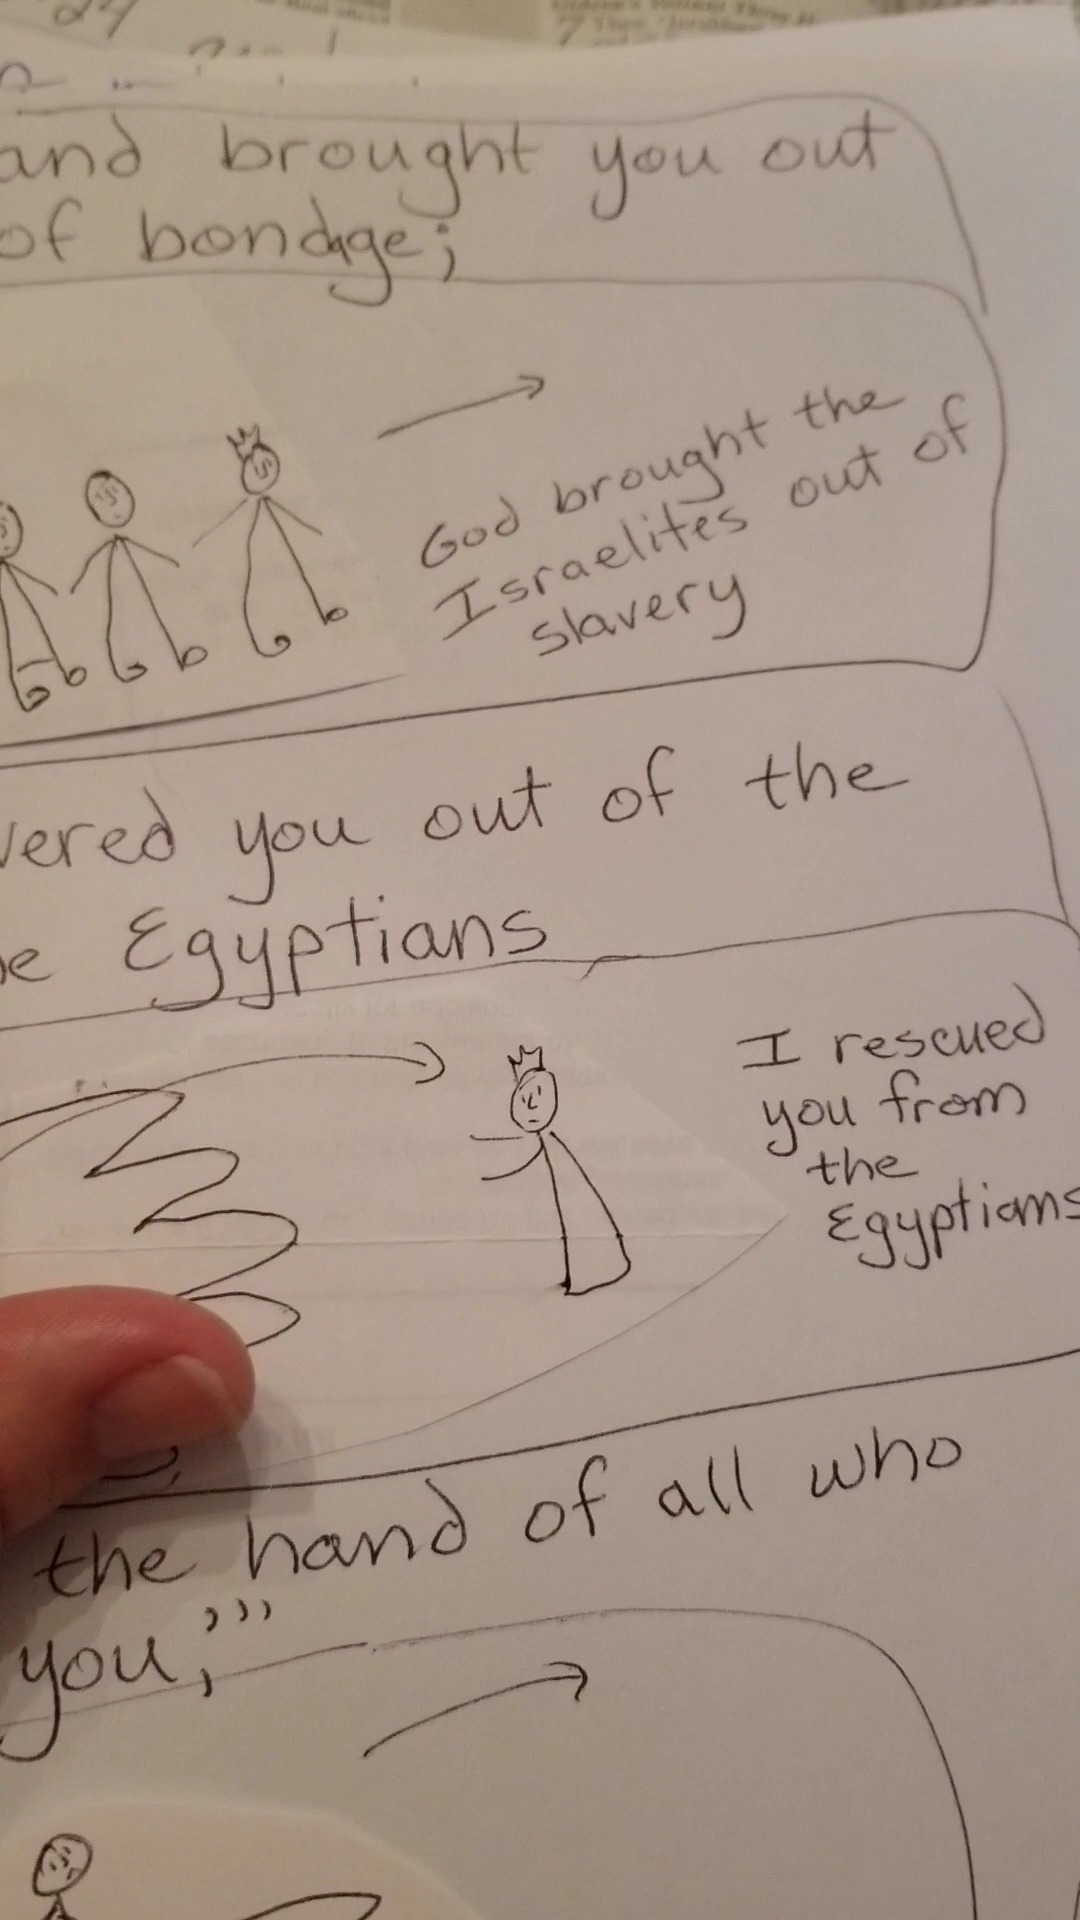 24
and brought you out
of bondage;
God brought the
Israelites out of
slavery
vered you out of the
e Egyptians
I rescued
you from
the
Egyptians
the hand of all who
you;"'